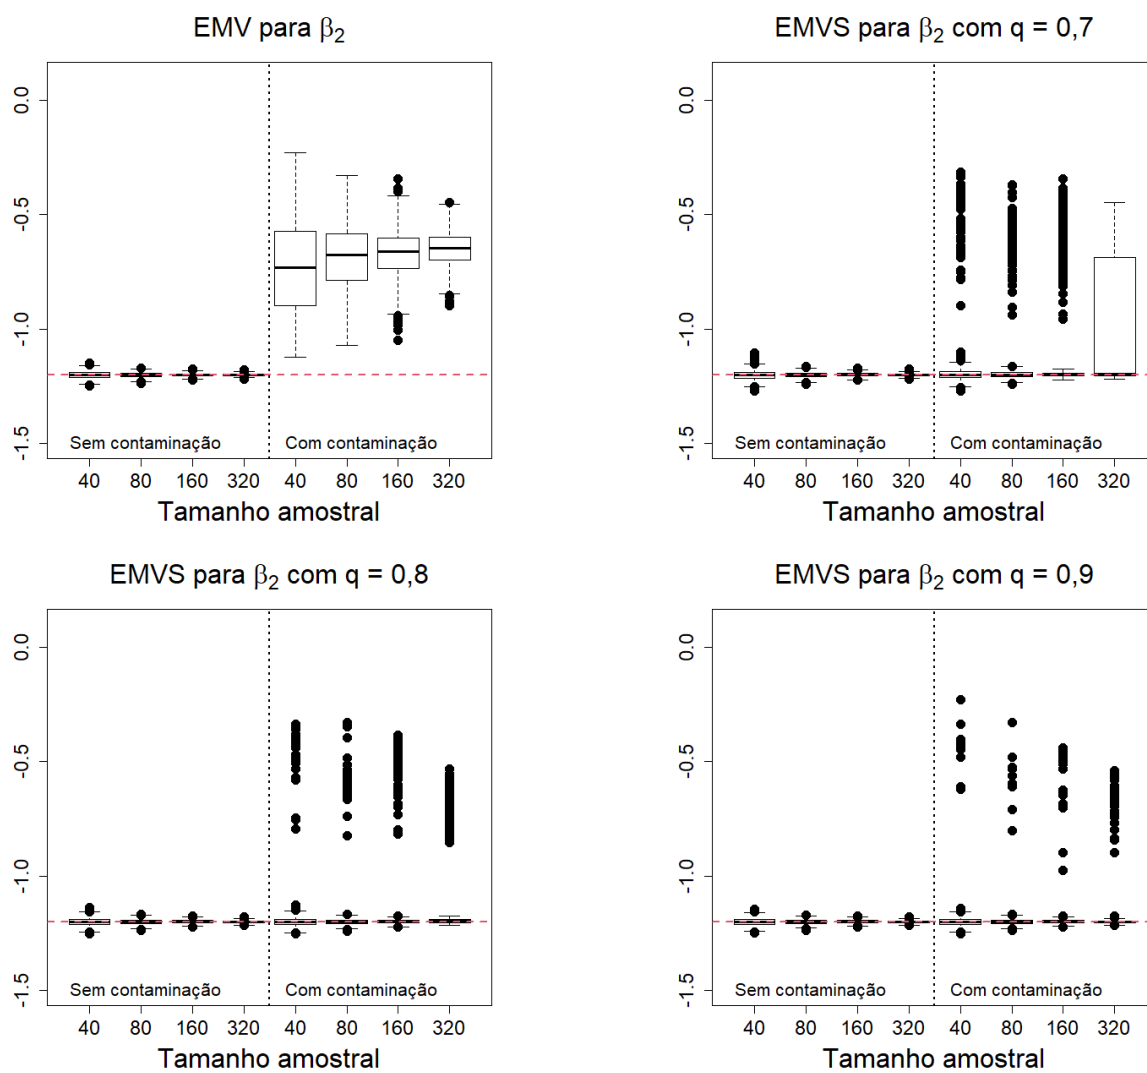 EMV para β2
0.0
-0.5
-1.0
-1.5
Sem contaminação Com contaminação
40 80 160 320 40 80 160 320
Tamanho amostral
EMVS para β2 com q = 0,7
0.0
-0.5
-1.0
-1.5
Sem contaminação Com contaminação
40 80 160 320 40 80 160 320
Tamanho amostral
EMVS para β2 com q = 0,8
0.0
-0.5
-1.0
-1.5
Sem contaminação Com contaminação
40 80 160 320 40 80 160 320
Tamanho amostral
EMVS para β2 com q = 0,9
0.0
-0.5
-1.0
-1.5
Sem contaminação Com contaminação
40 80 160 320 40 80 160 320
Tamanho amostral